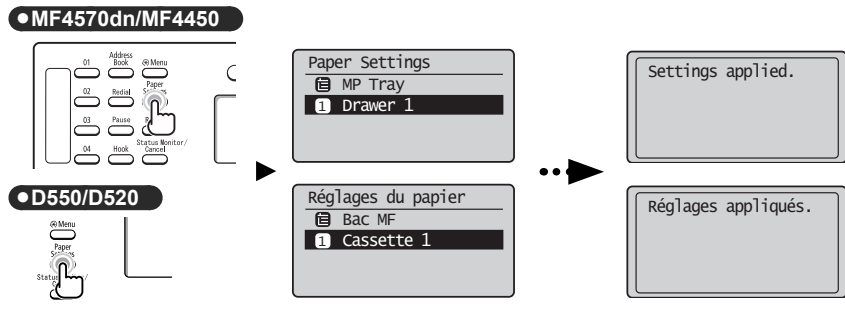 ●MF4570dn/MF4450
01 Address Book Menu
02 Redial Paper Settings
03 Pause
04 Hook Status Monitor/Cancel
●D550/D520
Menu
Paper Settings
Paper Settings
MP Tray
1 Drawer 1
Réglages du papier
Bac MF
1 Cassette 1
Settings applied.
Réglages appliqués.